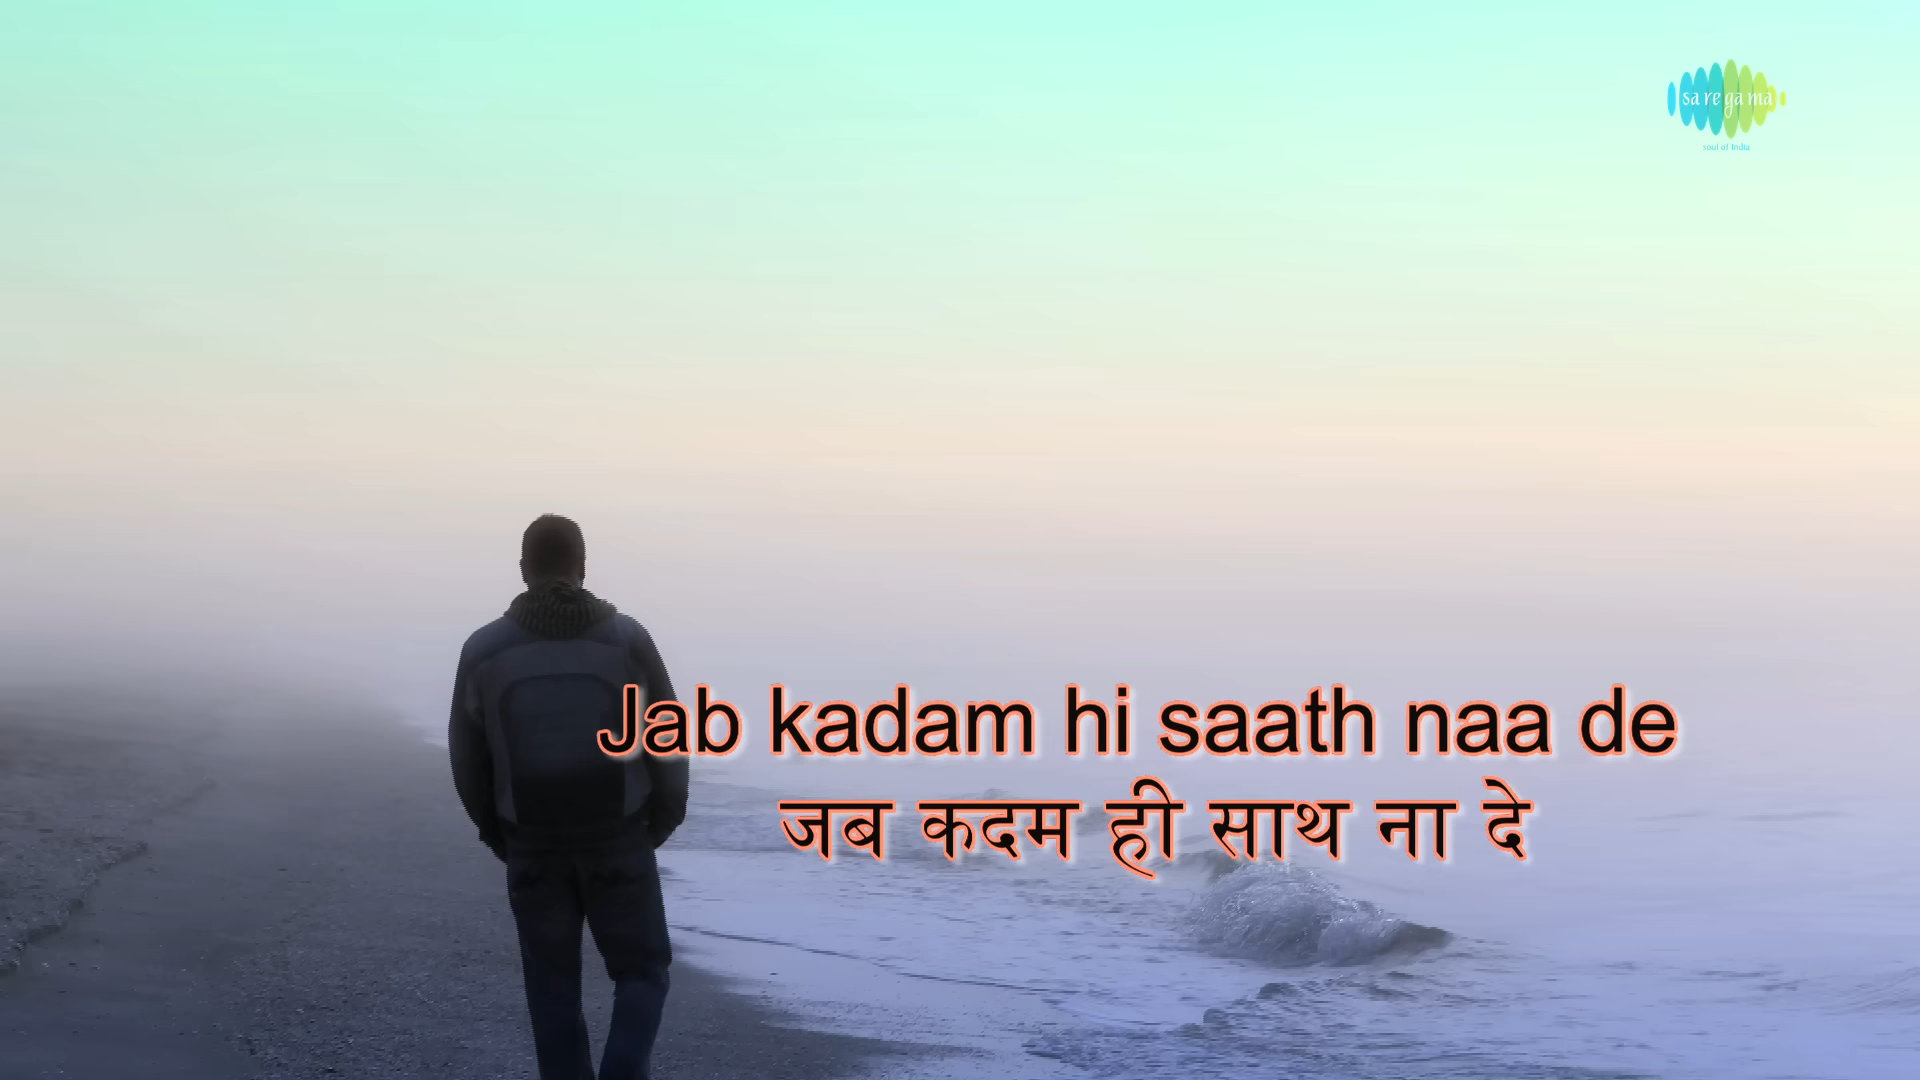 sa re ga ma
soul of India
Jab kadam hi saath naa de
जब कदम ही साथ ना दे